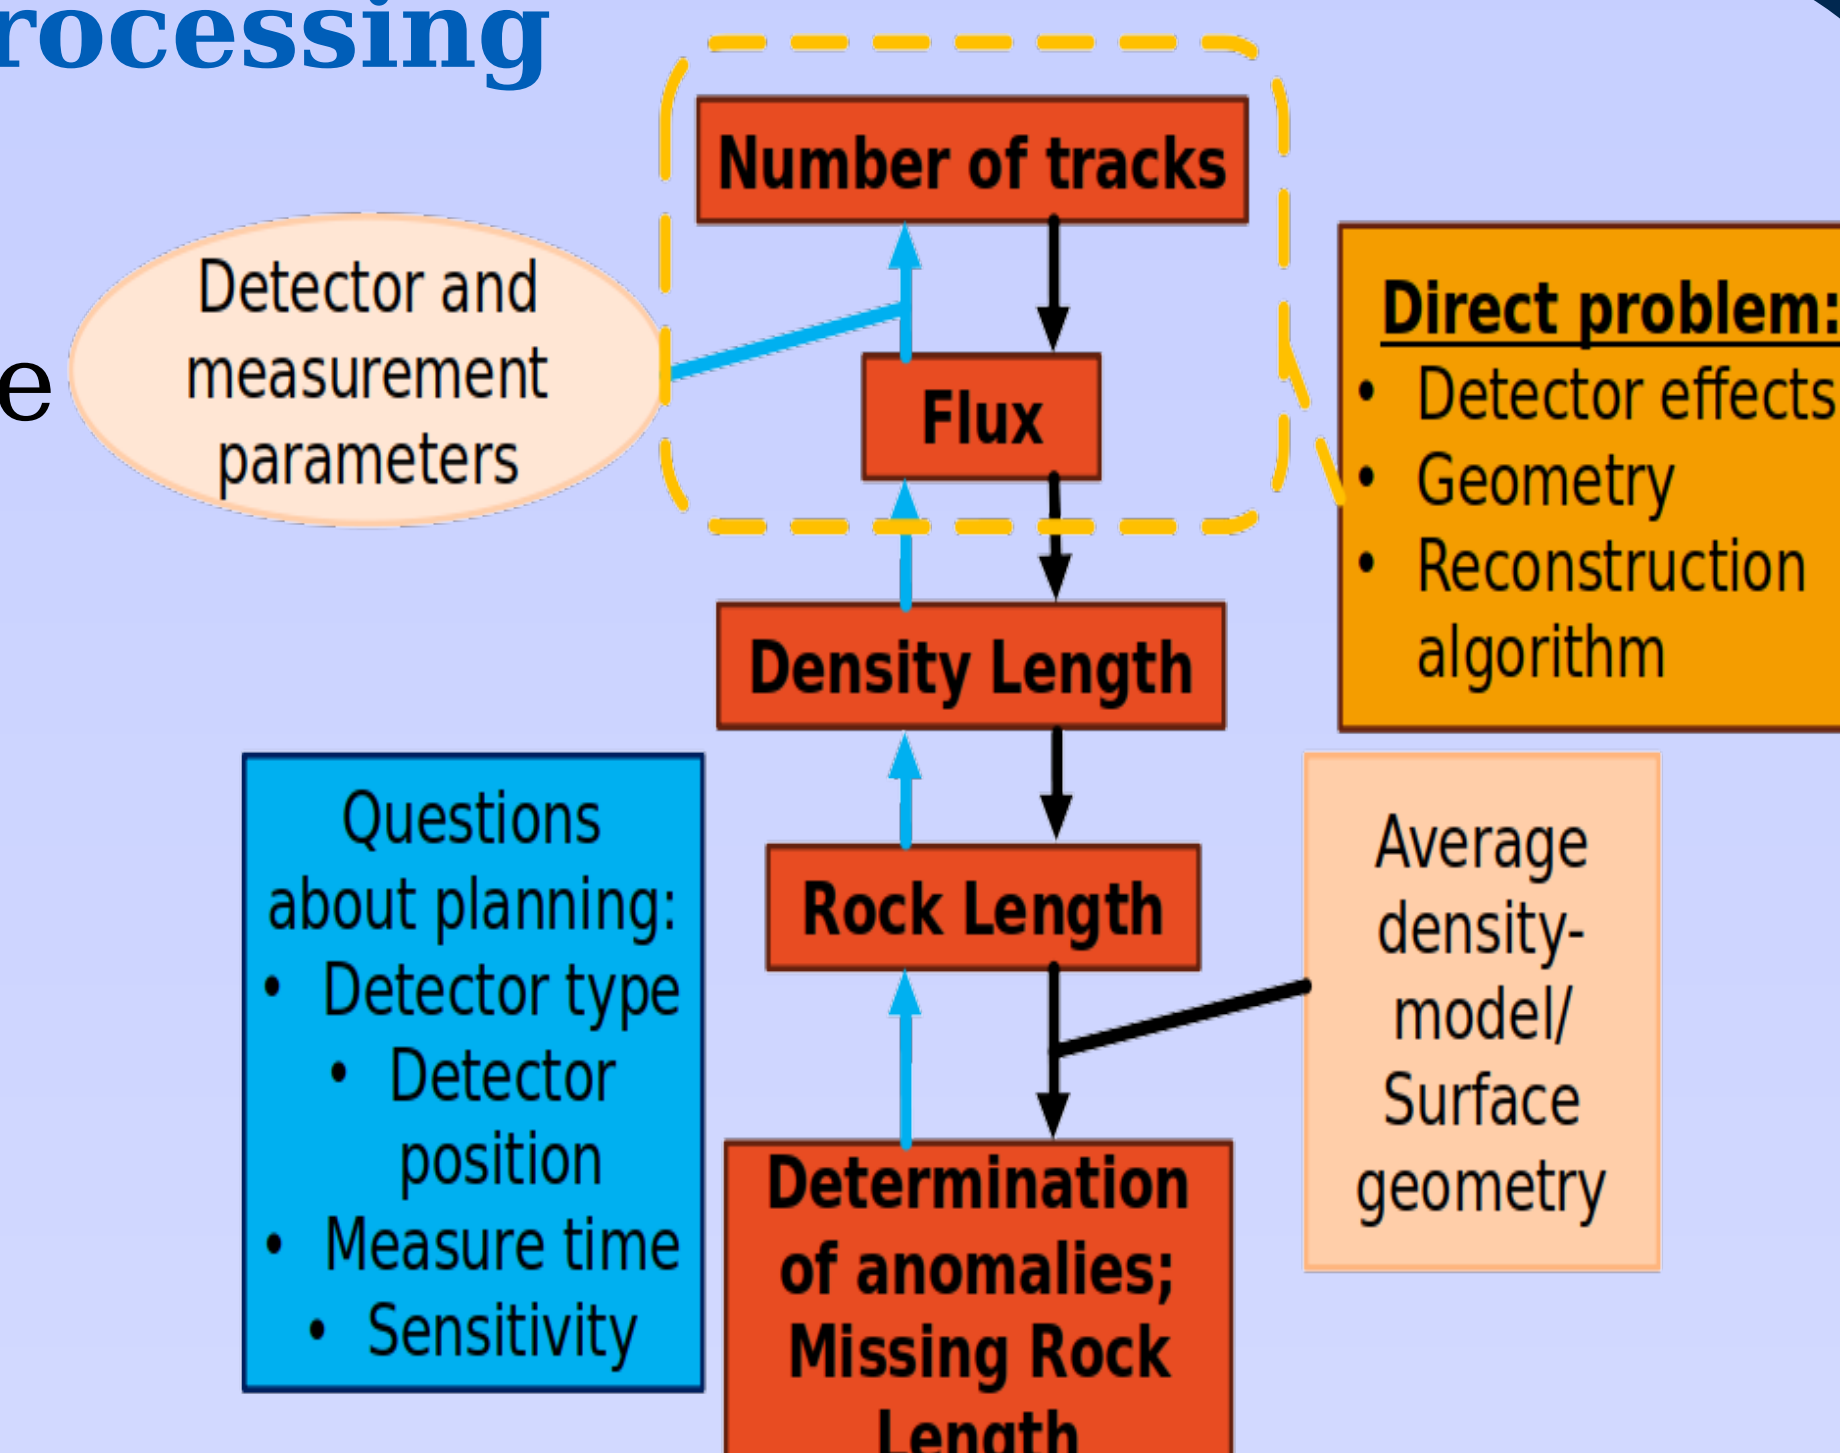 rocessing
Number of tracks
Detector and
measurement
parameters
e
Flux
Direct problem:
• Detector effects
• Geometry
• Reconstruction
algorithm
Density Length
Questions
about planning:
• Detector type
• Detector
position
• Measure time
• Sensitivity
Rock Length
Average
density-
model/
Surface
geometry
Determination
of anomalies;
Missing Rock
Length